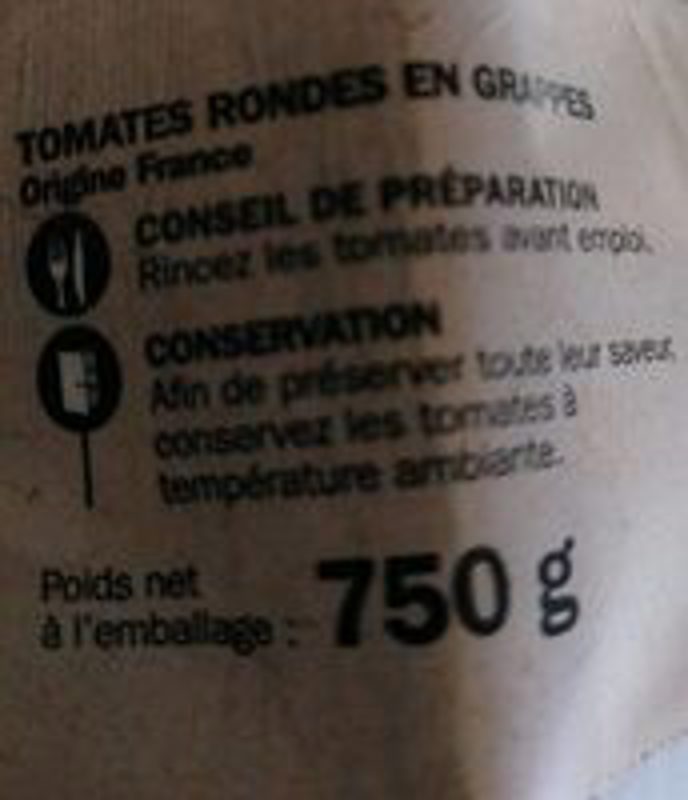 TOMATES RONDES EN GRAPPES
Origine France
CONSEIL DE PRÉPARATION
Rincez les tomates avant emploi.
CONSERVATION
Afin de préserver toute leur saveur,
conservez les tomates à
température ambiante.
Poids net
à l'emballage : 750 g